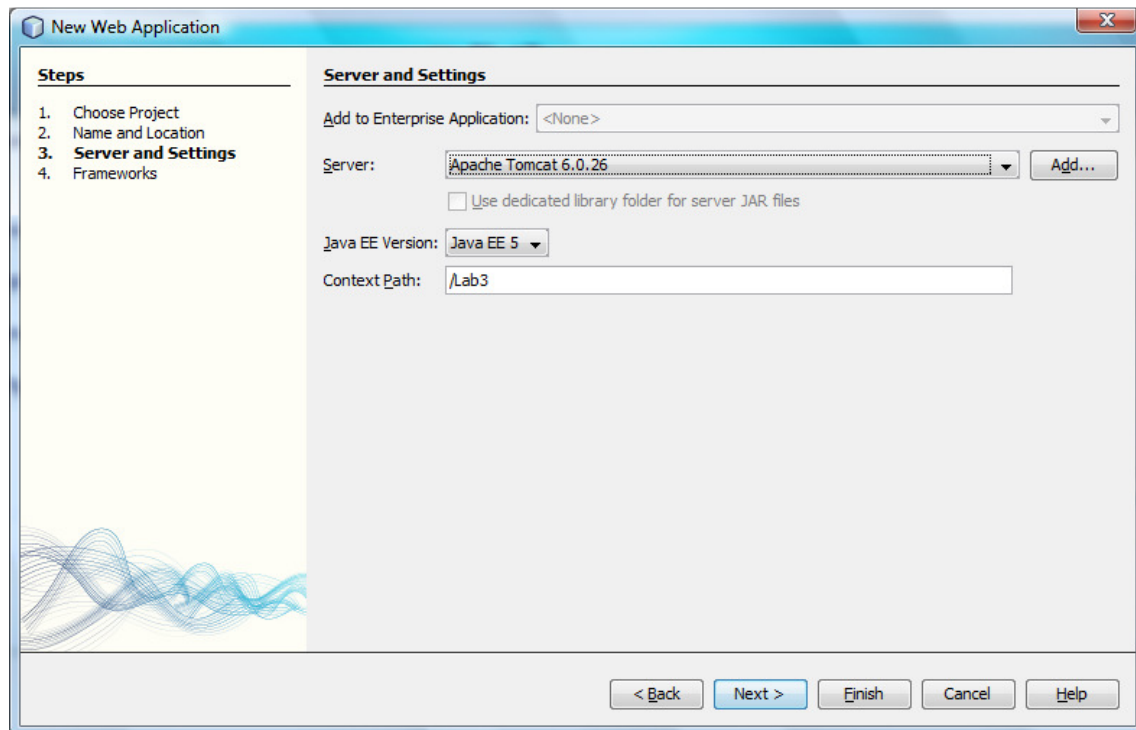 New Web Application
Steps
1. Choose Project
2. Name and Location
3. Server and Settings
4. Frameworks
Server and Settings
Add to Enterprise Application: <None>
Server: Apache Tomcat 6.0.26 Add...
Use dedicated library folder for server JAR files
Java EE Version: Java EE 5
Context Path: /Lab3
< Back Next > Finish Cancel Help